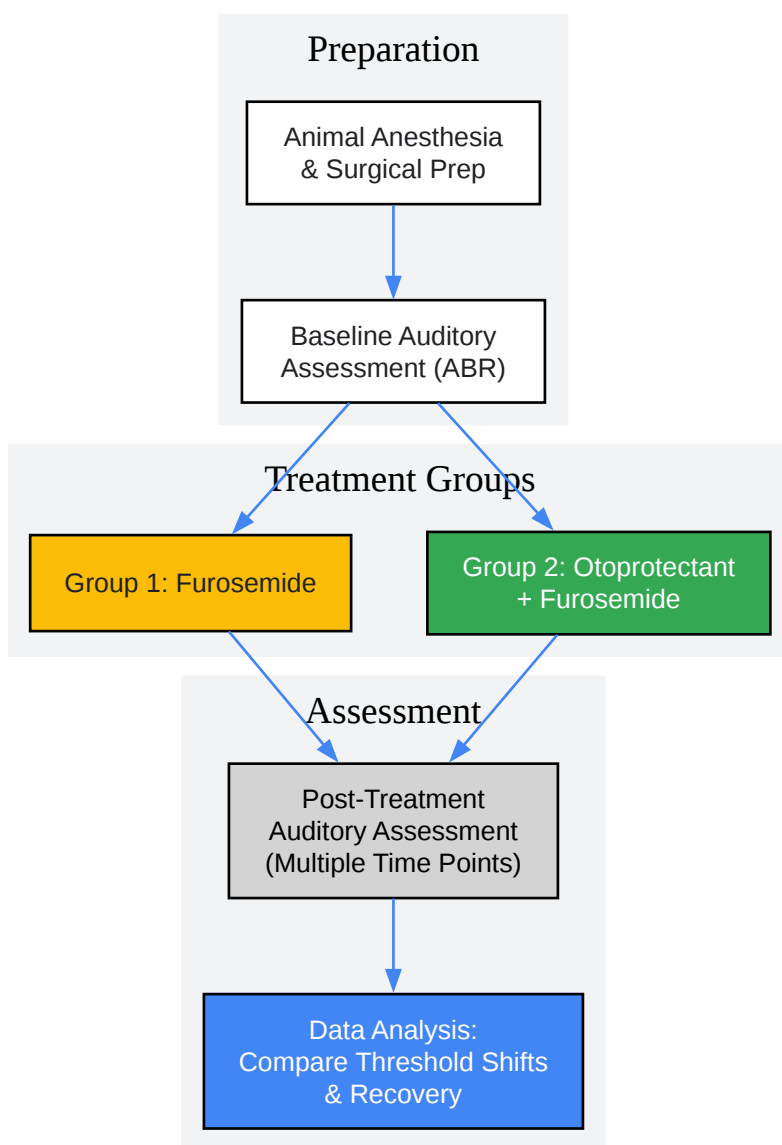 Preparation
Animal Anesthesia
& Surgical Prep
Baseline Auditory
Assessment (ABR)
Treatment Groups
Group 1: Furosemide
Group 2: Otoprotectant
+ Furosemide
Assessment
Post-Treatment
Auditory Assessment
(Multiple Time Points)
Data Analysis:
Compare Threshold Shifts
& Recovery